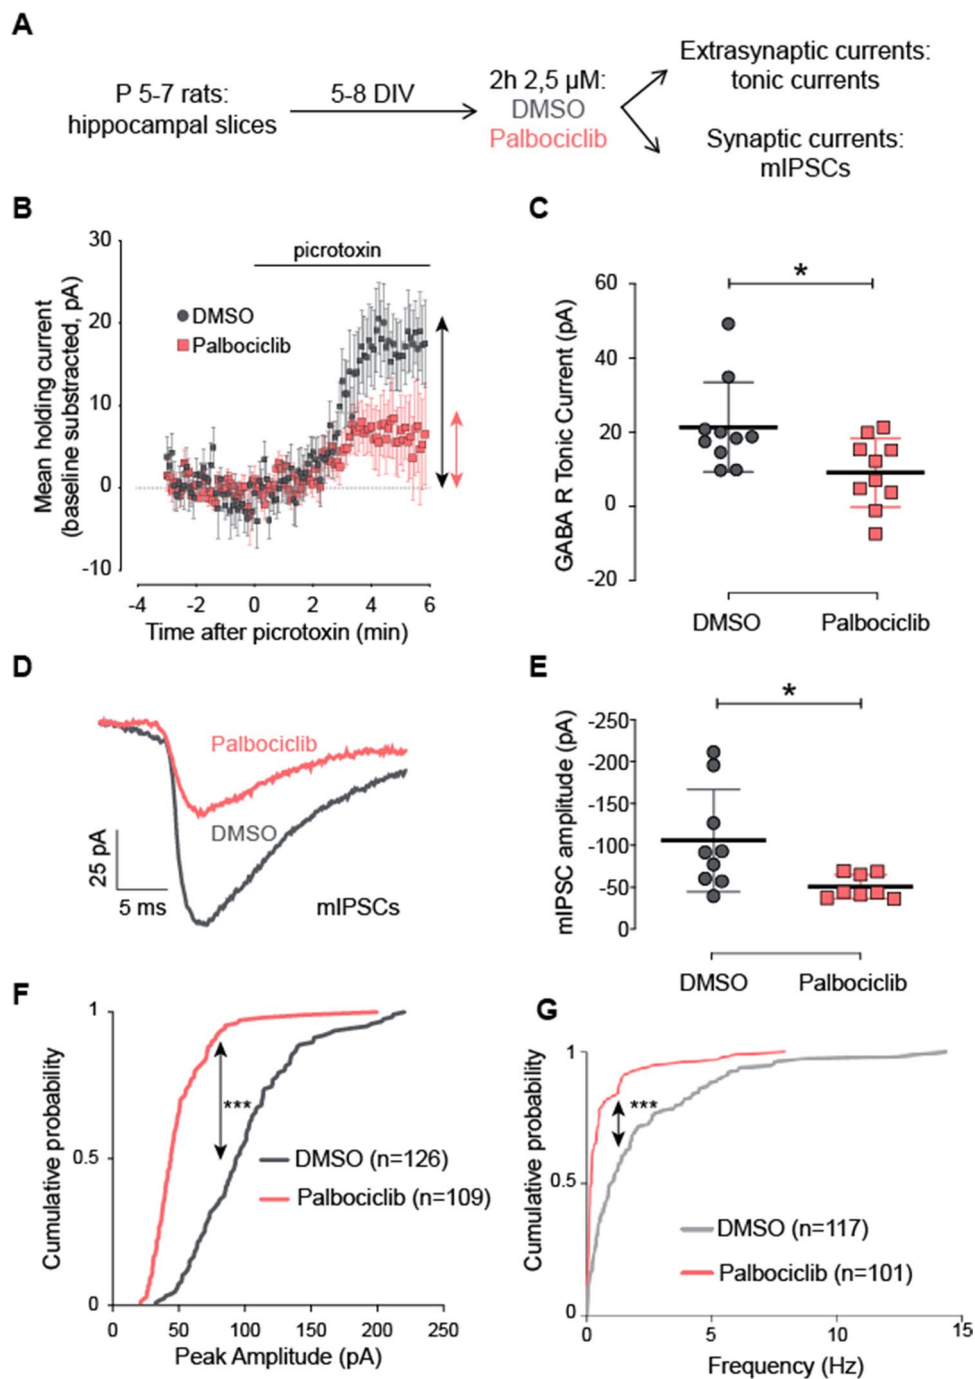 A
P 5-7 rats:
hippocampal slices
5-8 DIV
2h 2,5 µM:
DMSO
Palbociclib
Extrasynaptic currents:
tonic currents
Synaptic currents:
mIPSCs
B
30
20
10
0
-10
Mean holding current
(baseline substracted, pA)
picrotoxin
DMSO
Palbociclib
-4
-2
0
2
4
6
Time after picrotoxin (min)
C
60
40
20
0
-20
GABA R Tonic Current (pA)
*
DMSO
Palbociclib
D
Palbociclib
DMSO
25 pA
5 ms
mIPSCs
E
-250
-200
-150
-100
-50
0
mIPSC amplitude (pA)
*
DMSO
Palbociclib
F
1
0.5
0
Cumulative probability
***
DMSO (n=126)
Palbociclib (n=109)
0
50
100
150
200
250
Peak Amplitude (pA)
G
1
0.5
0
Cumulative probability
***
DMSO (n=117)
Palbociclib (n=101)
0
5
10
15
Frequency (Hz)